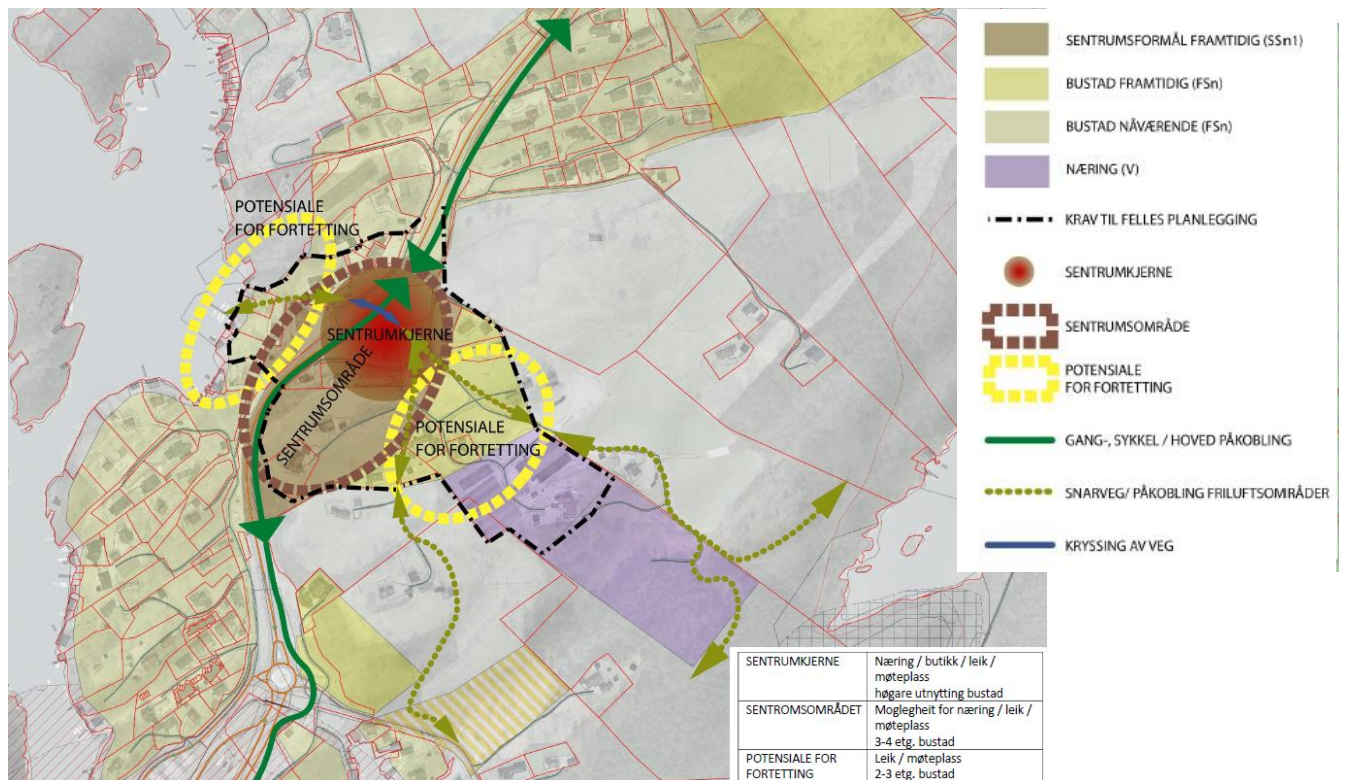 POTENSIALE
FOR FORTETTING
SENTRUMKJERNE
SENTRUMSOMRÅDE
POTENSIALE
FOR FORTETTING
SENTRUMSFORMÅL FRAMTIDIG (SSn1)
BUSTAD FRAMTIDIG (FSn)
BUSTAD NÅVÆRENDE (FSn)
NÆRING (V)
KRAV TIL FELLES PLANLEGGING
SENTRUMKJERNE
SENTRUMSOMRÅDE
POTENSIALE
FOR FORTETTING
GANG-, SYKKEL / HOVED PÅKOBLING
SNARVEG/ PÅKOBLING FRILUFTSOMRÅDER
KRYSSING AV VEG
SENTRUMKJERNE
Næring / butikk / leik /
møteplass
høgare utnytting bustad
SENTROMSOMRÅDET
Moglegheit for næring / leik /
møteplass
3-4 etg. bustad
POTENSIALE FOR
FORTETTING
Leik / møteplass
2-3 etg. bustad